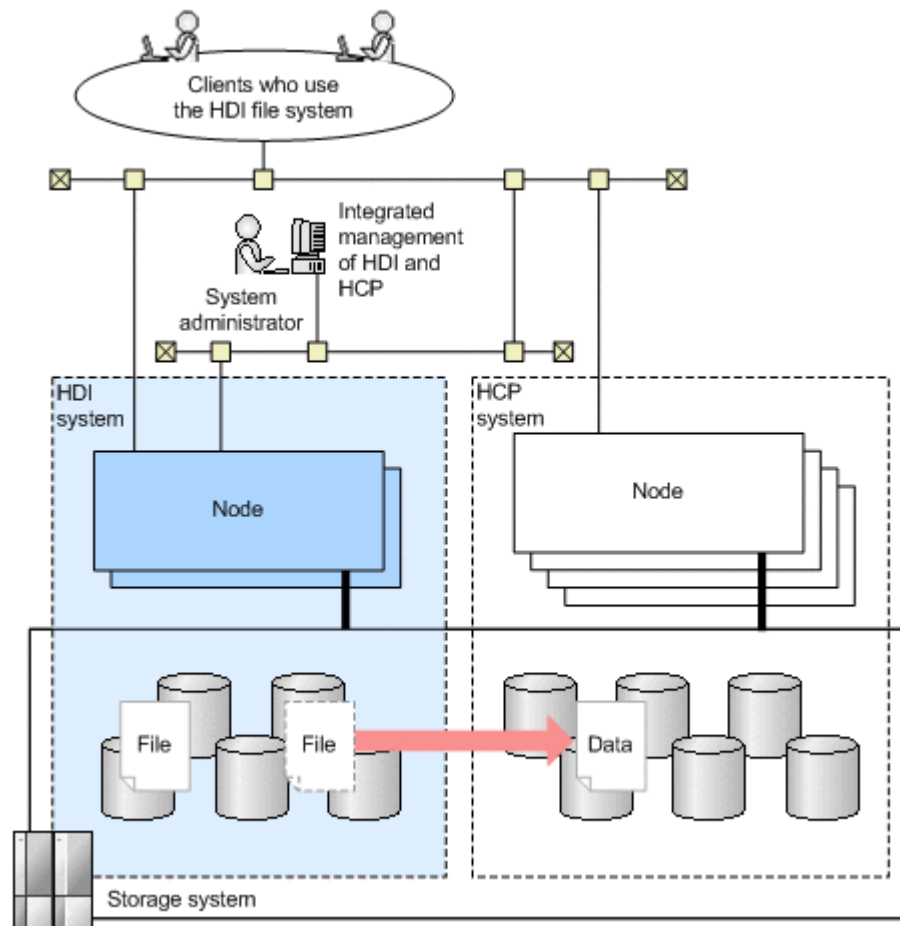 Clients who use
the HDI file system
Integrated
management
of HDI and
HCP
System
administrator
HDI
system
HCP
system
Node
Node
File
File
Data
Storage system